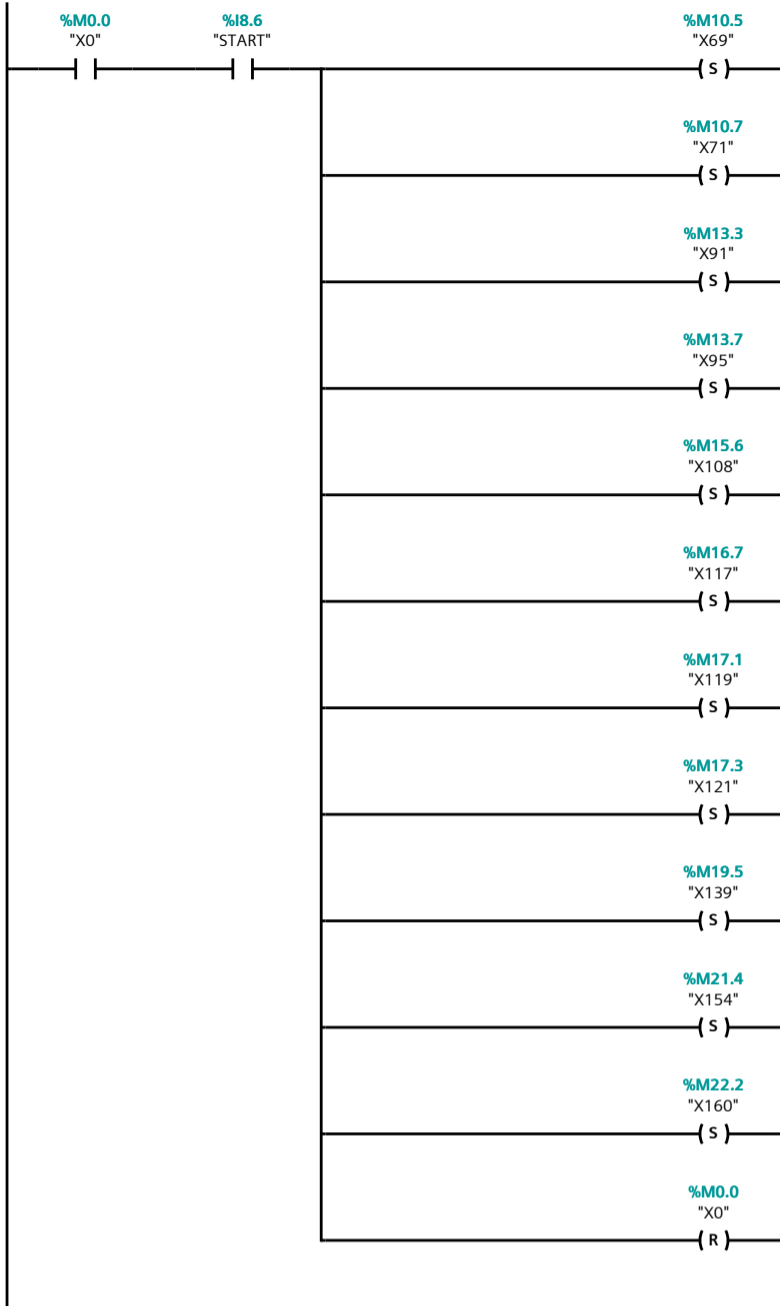 %M0.0 %I8.6 %M10.5
"X0" "START" "X69"
S
%M10.7
"X71"
S
%M13.3
"X91"
S
%M13.7
"X95"
S
%M15.6
"X108"
S
%M16.7
"X117"
S
%M17.1
"X119"
S
%M17.3
"X121"
S
%M19.5
"X139"
S
%M21.4
"X154"
S
%M22.2
"X160"
S
%M0.0
"X0"
R